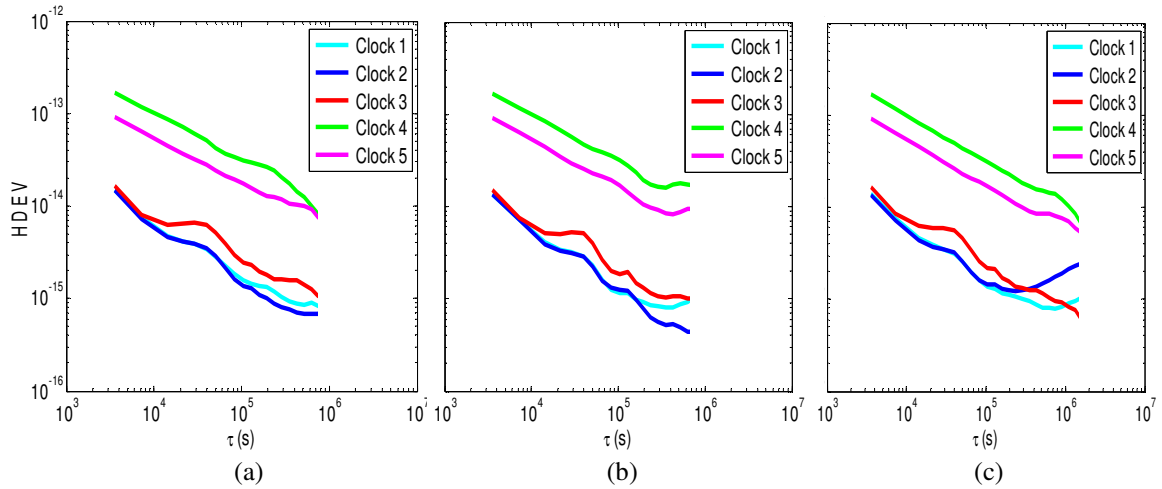 10^-12
10^-13
10^-14
10^-15
10^-16
HDEV
Clock 1
Clock 2
Clock 3
Clock 4
Clock 5
10^3 10^4 10^5 10^6 10^7
τ (s)
(a)
Clock 1
Clock 2
Clock 3
Clock 4
Clock 5
10^3 10^4 10^5 10^6 10^7
τ (s)
(b)
Clock 1
Clock 2
Clock 3
Clock 4
Clock 5
10^3 10^4 10^5 10^6 10^7
τ (s)
(c)